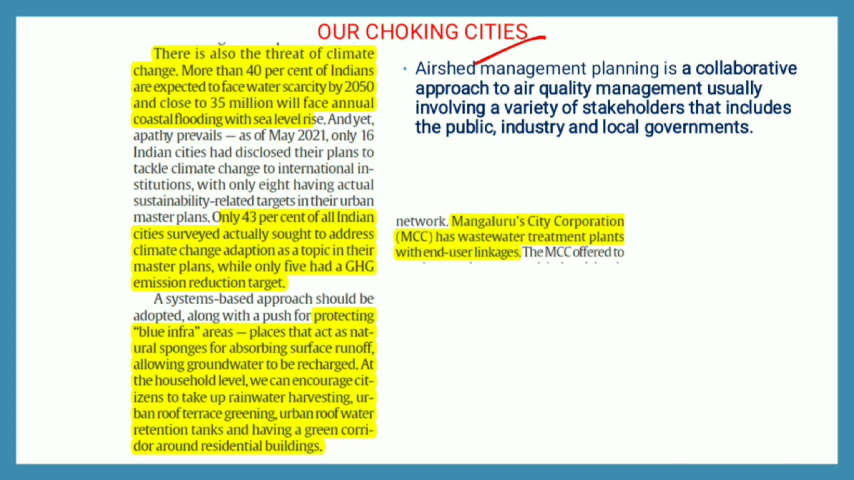 OUR CHOKING CITIES
There is also the threat of climate
change. More than 40 per cent of Indians
are expected to face water scarcity by 2050
and close to 35 million will face annual
coastal flooding with sea level rise. And yet,
apathy prevails — as of May 2021, only 16
Indian cities had disclosed their plans to
tackle climate change to international in-
stitutions, with only eight having actual
sustainability-related targets in their urban
master plans. Only 43 per cent of all Indian
cities surveyed actually sought to address
climate change adaption as a topic in their
master plans, while only five had a GHG
emission reduction target.
A systems-based approach should be
adopted, along with a push for protecting
“blue infra” areas — places that act as nat-
ural sponges for absorbing surface runoff,
allowing groundwater to be recharged. At
the household level, we can encourage cit-
izens to take up rainwater harvesting, ur-
ban roof terrace greening, urban roof water
retention tanks and having a green corri-
dor around residential buildings.
• Airshed management planning is a collaborative
approach to air quality management usually
involving a variety of stakeholders that includes
the public, industry and local governments.
network. Mangaluru's City Corporation
(MCC) has wastewater treatment plants
with end-user linkages. The MCC offered to